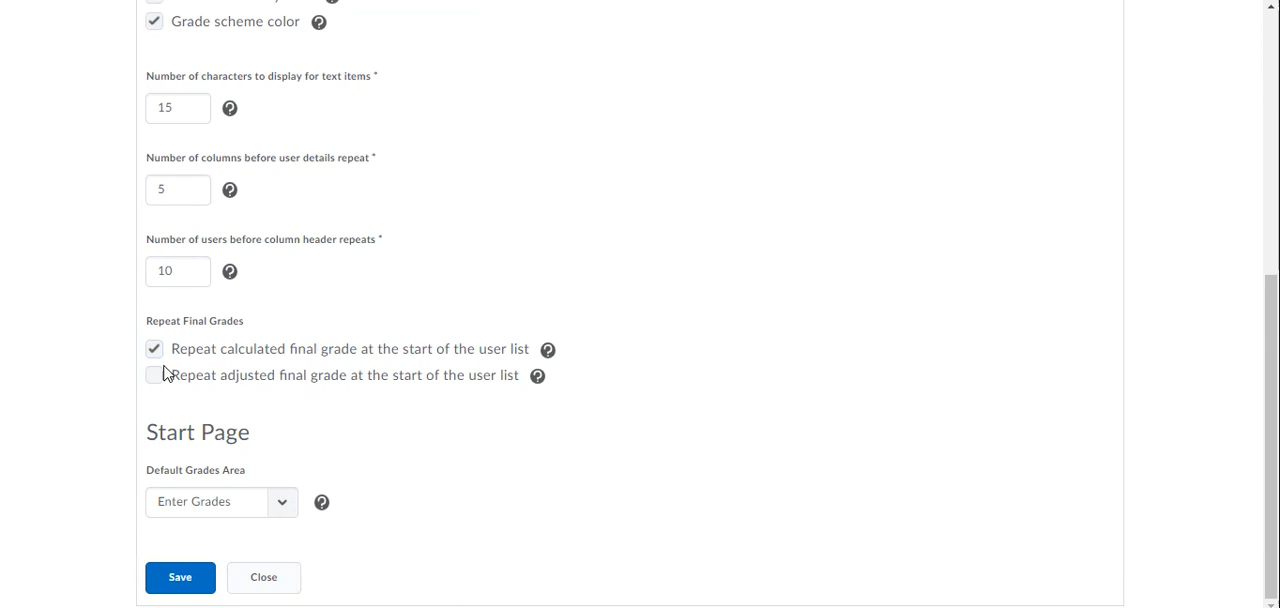 Grade scheme color
Number of characters to display for text items *
15
Number of columns before user details repeat *
5
Number of users before column header repeats *
10
Repeat Final Grades
Repeat calculated final grade at the start of the user list
Repeat adjusted final grade at the start of the user list
Start Page
Default Grades Area
Enter Grades
Save Close